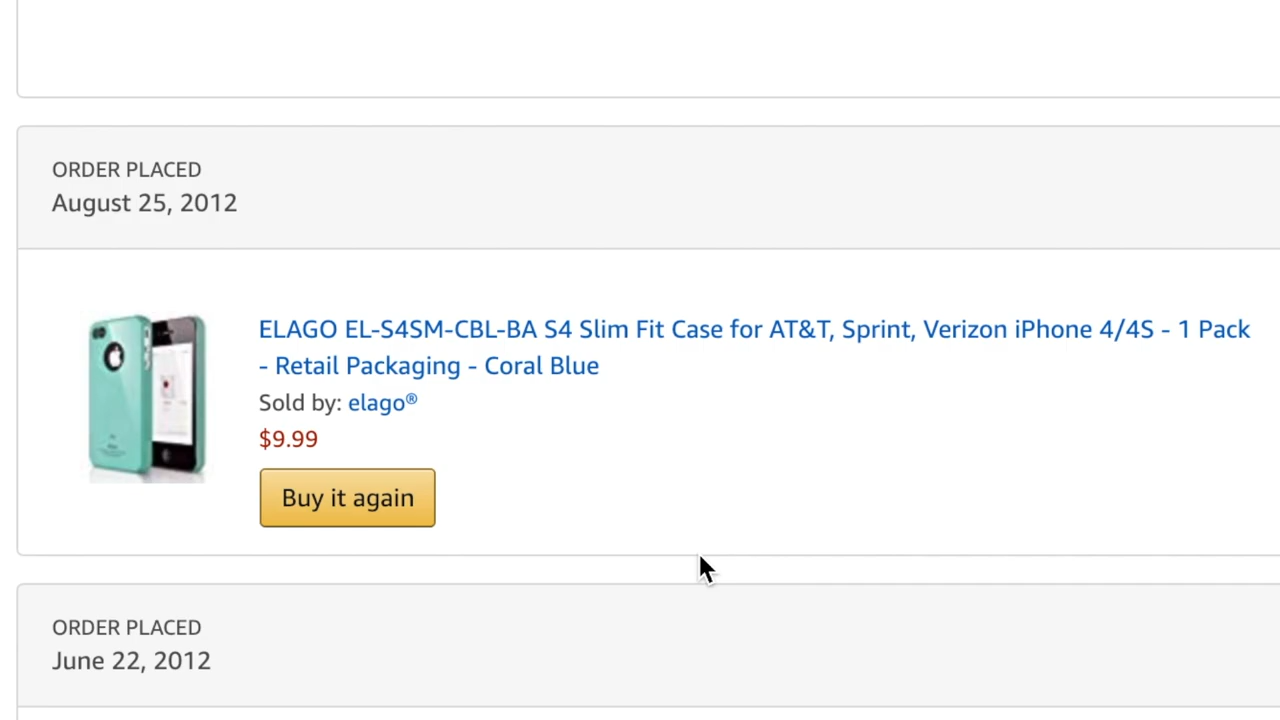 ORDER PLACED
August 25, 2012
ELAGO EL-S4SM-CBL-BA S4 Slim Fit Case for AT&T, Sprint, Verizon iPhone 4/4S - 1 Pack
- Retail Packaging - Coral Blue
Sold by: elago®
$9.99
Buy it again
ORDER PLACED
June 22, 2012